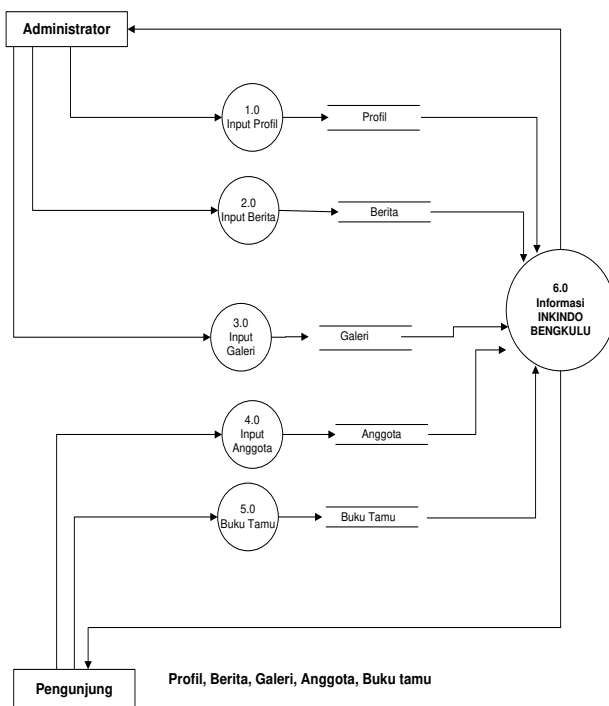 Administrator
1.0
Input Profil
Profil
2.0
Input Berita
Berita
6.0
Informasi
INKINDO
BENGKULU
3.0
Input
Galeri
Galeri
4.0
Input
Anggota
Anggota
5.0
Buku Tamu
Buku Tamu
Profil, Berita, Galeri, Anggota, Buku tamu
Pengunjung